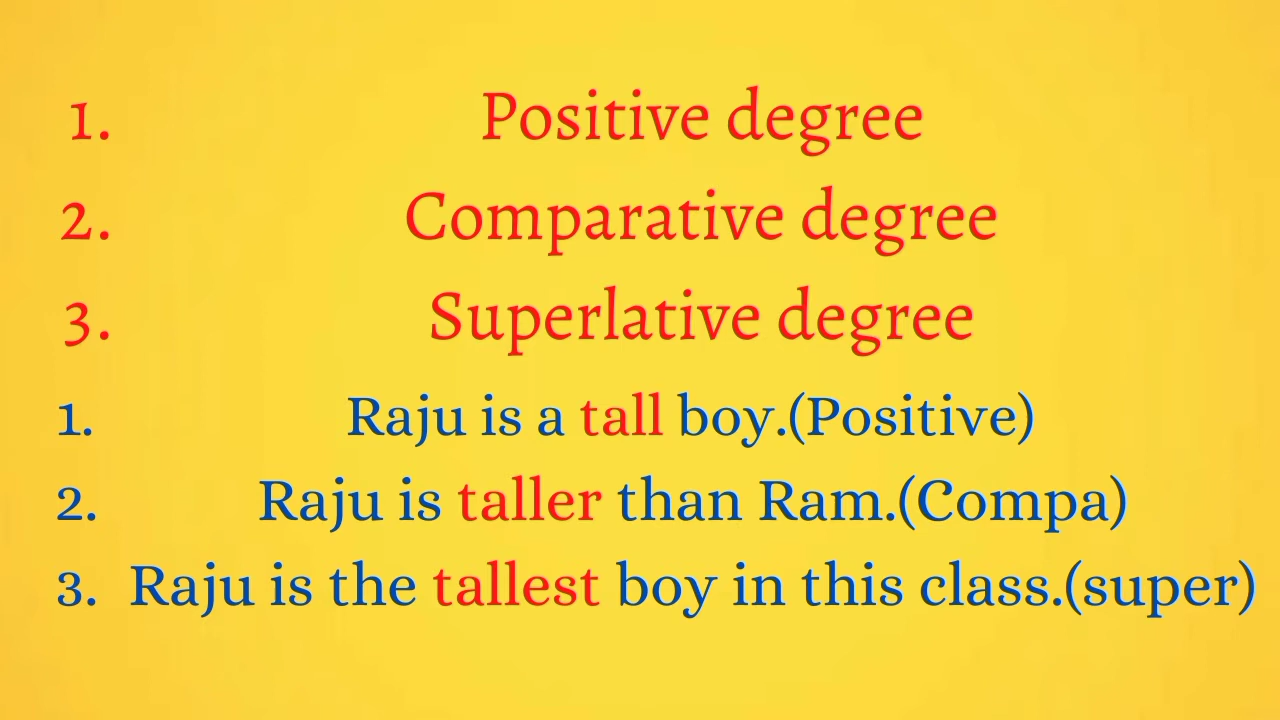 1. Positive degree
2. Comparative degree
3. Superlative degree
1. Raju is a tall boy.(Positive)
2. Raju is taller than Ram.(Compa)
3. Raju is the tallest boy in this class.(super)